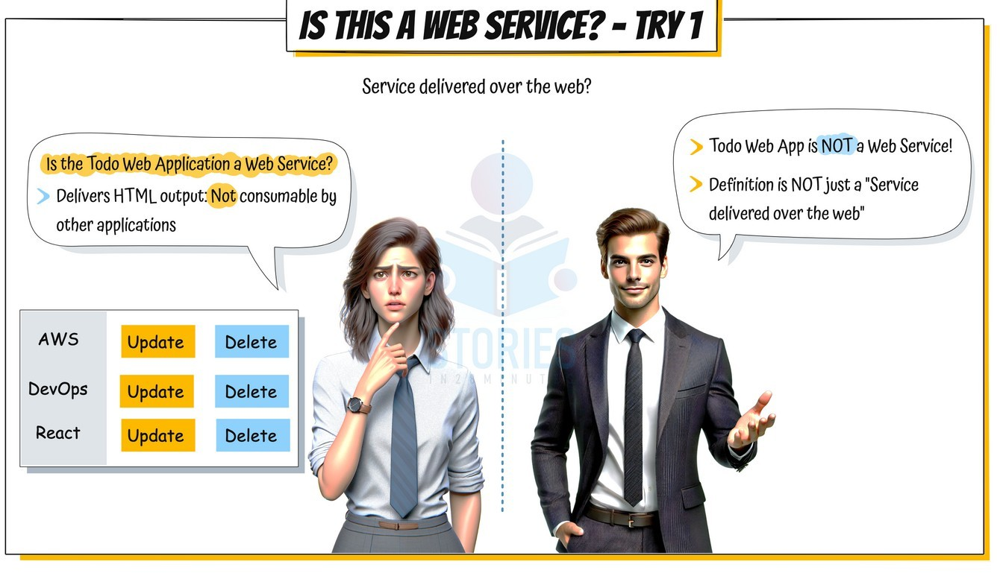 IS THIS A WEB SERVICE? - TRY 1
Service delivered over the web?
Is the Todo Web Application a Web Service?
Delivers HTML output: Not consumable by
other applications
Todo Web App is NOT a Web Service!
Definition is NOT just a "Service
delivered over the web"
AWS Update Delete
DevOps Update Delete
React Update Delete
STORIES